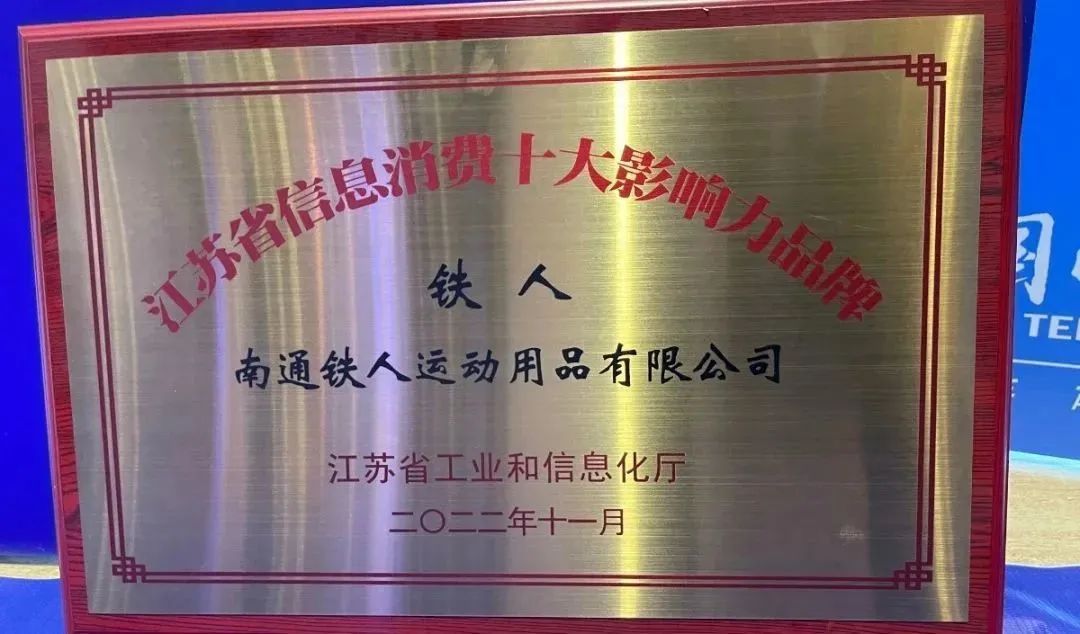 江苏省信息消费十大影响力品牌
铁人
南通铁人运动用品有限公司
江苏省工业和信息化厅
二〇二二年十一月
TEL